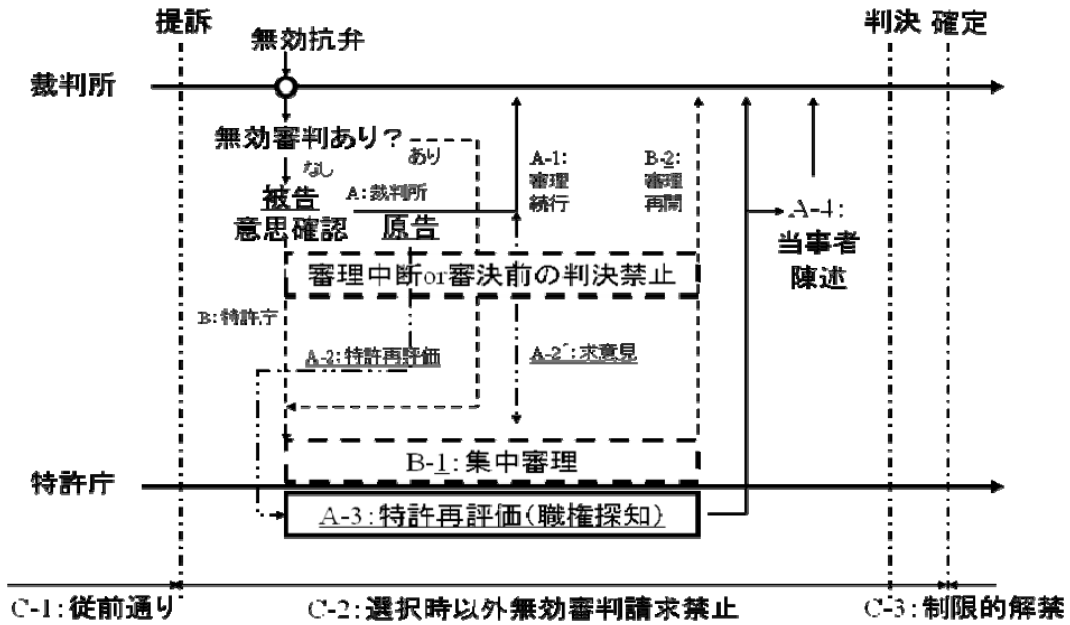 提訴
判決 確定
無効抗弁
裁判所
無効審判あり？
あり
なし
A：裁判所
A-1：
審理
続行
B-2：
審理
再開
被告
意思確認
原告
A-4：
当事者
陳述
審理中断or審決前の判決禁止
B：特許庁
A-2：特許再評価
A-2´：求意見
B-1：集中審理
特許庁
A-3：特許再評価（職権探知）
C-1：従前通り
C-2：選択時以外無効審判請求禁止
C-3：制限的解禁